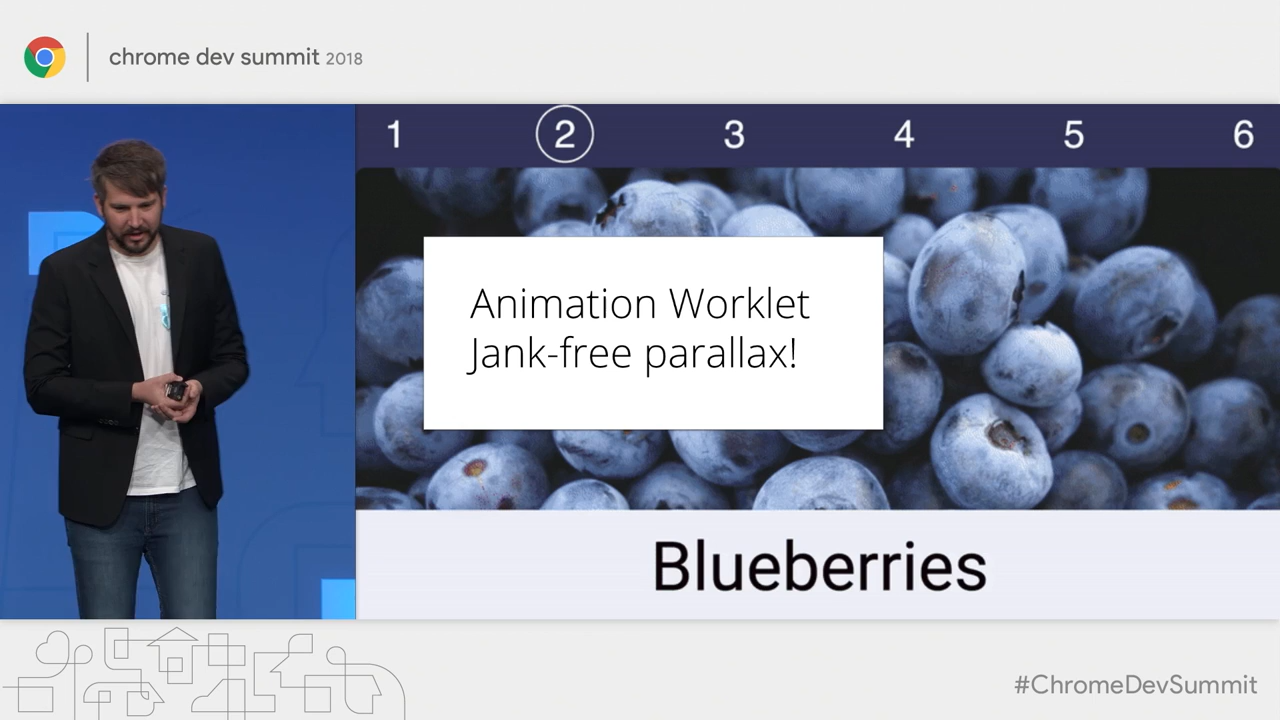 chrome dev summit 2018
1 2 3 4 5 6
Animation Worklet
Jank-free parallax!
Blueberries
#ChromeDevSummit